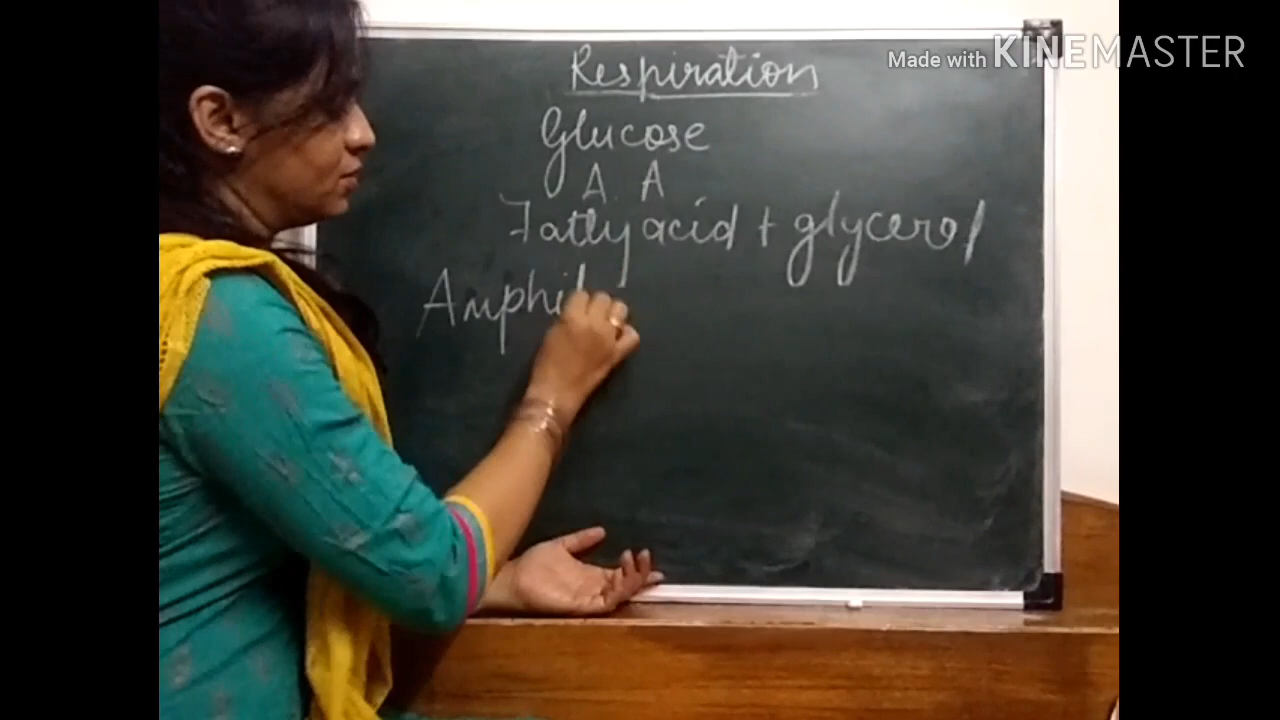 Made with KINEMASTER
Respiration
Glucose
A. A
Fatty acid + glycerol
Amphi